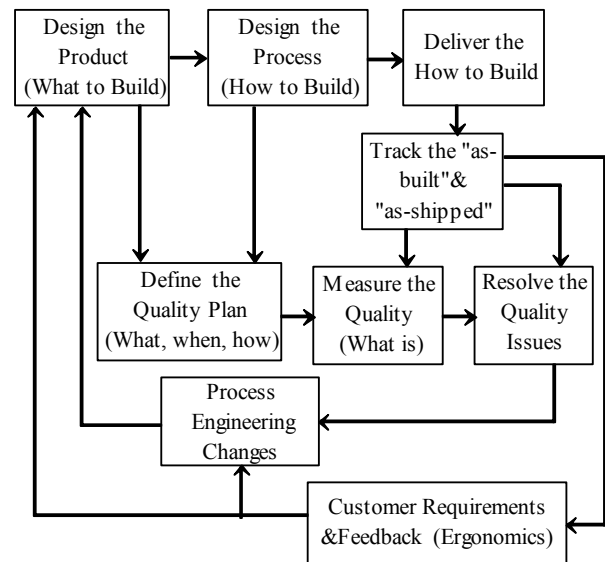 Design the
Product
(What to Build)
Design the
Process
(How to Build)
Deliver the
How to Build
Track the "as-
built"&
"as-shipped"
Define the
Quality Plan
(What, when, how)
Measure the
Quality
(What is)
Resolve the
Quality
Issues
Process
Engineering
Changes
Customer Requirements
&Feedback (Ergonomics)